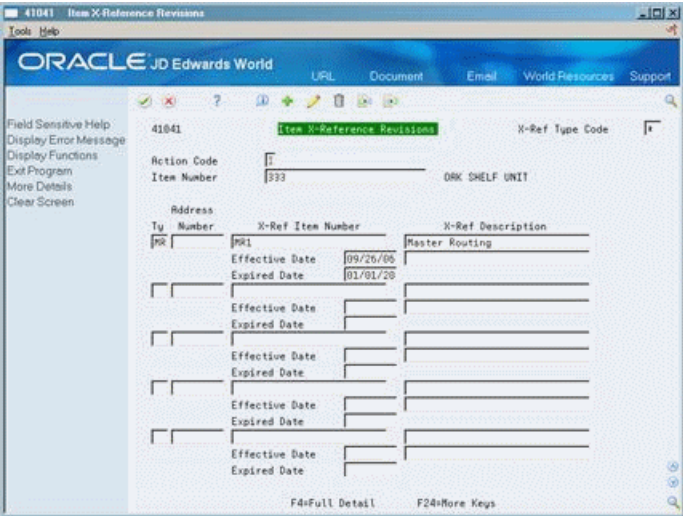 41041 Item X-Reference Revisions
Tools Help
ORACLE JD Edwards World
URL Document Email World Resources Support
Field Sensitive Help
Display Error Message
Display Functions
Exit Program
More Details
Clear Screen
41041 Item X-Reference Revisions X-Ref Type Code *
Action Code I
Item Number 333 OAK SHELF UNIT
Address
Ty Number X-Ref Item Number X-Ref Description
MR MR1 Master Routing
Effective Date 09/26/06
Expired Date 01/01/20
Effective Date
Expired Date
Effective Date
Expired Date
Effective Date
Expired Date
Effective Date
Expired Date
F4=Full Detail F24=More Keys